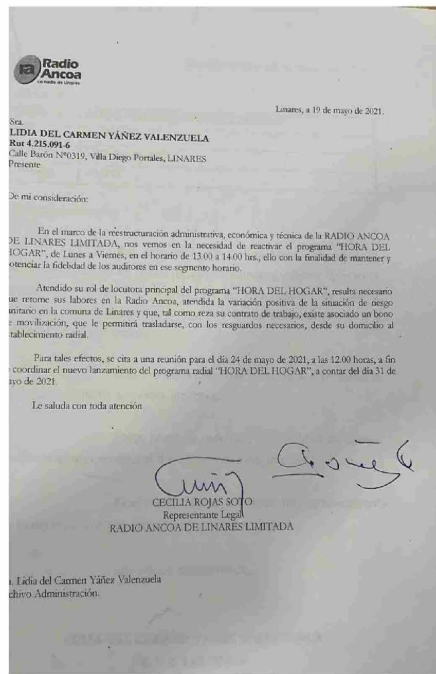 Radio
Ancoa
La radio de Linares
Linares, a 19 de mayo de 2021.
Sra.
LIDIA DEL CARMEN YÁÑEZ VALENZUELA
Rut 4.215.091-6
Calle Barón Nº0319, Villa Diego Portales, LINARES
Presente
De mi consideración:
En el marco de la reestructuración administrativa, económica y técnica de la RADIO ANCOA
DE LINARES LIMITADA, nos vemos en la necesidad de reactivar el programa "HORA DEL
HOGAR", de Lunes a Viernes, en el horario de 13.00 a 14.00 hrs., ello con la finalidad de mantener y
otenciar la fidelidad de los auditores en ese segmento horario.
Atendido su rol de locutora principal del programa "HORA DEL HOGAR", resulta necesario
ue retome sus labores en la Radio Ancoa, atendida la variación positiva de la situación de riesgo
anitario en la comuna de Linares y que, tal como reza su contrato de trabajo, existe asociado un bono
e movilización, que le permitirá trasladarse, con los resguardos necesarios, desde su domicilio al
stablecimiento radial.
Para tales efectos, se cita a una reunión para el día 24 de mayo de 2021, a las 12.00 horas, a fin
coordinar el nuevo lanzamiento del programa radial "HORA DEL HOGAR", a contar del día 31 de
ayo de 2021.
Le saluda con toda atención
CECILIA ROJAS SOTO
Representante Legal
RADIO ANCOA DE LINARES LIMITADA
a. Lidia del Carmen Yáñez Valenzuela
chivo Administración.